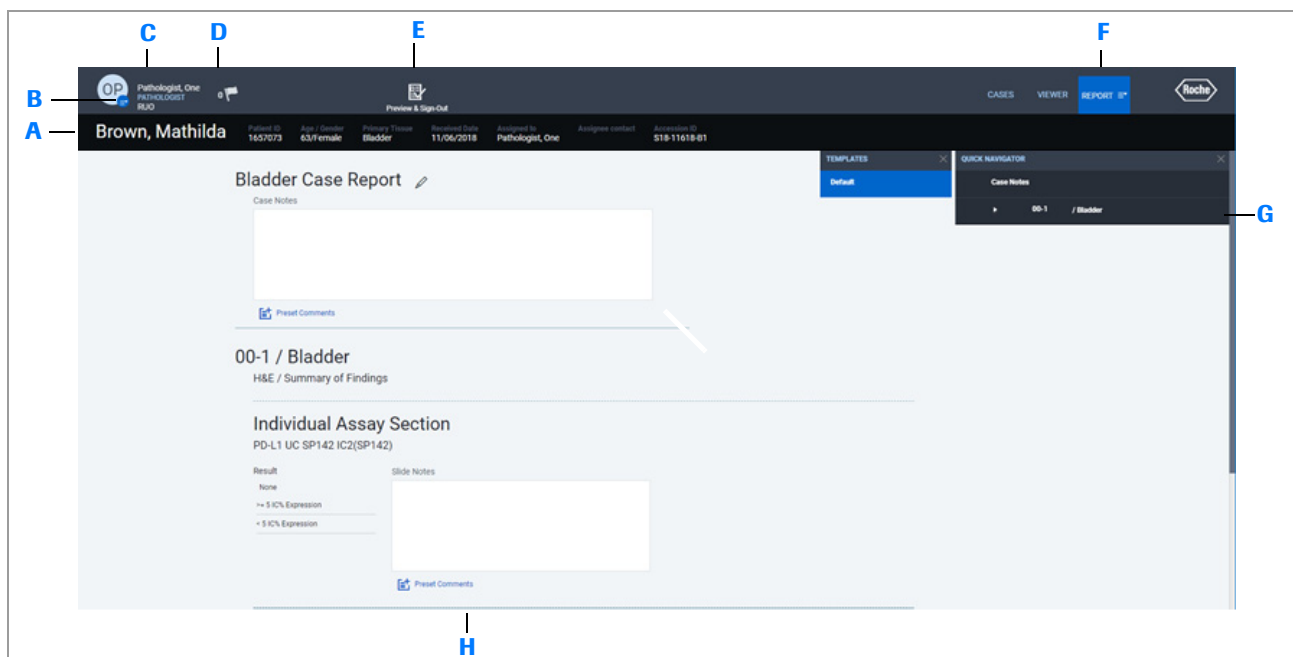 C
D
E
F
OP
Pathologist, One
PATHOLOGIST
RUO
0
Preview & Sign-Out
CASES
VIEWER
REPORT
Roche
B
A
Brown, Mathilda
Patient ID
1657073
Age / Gender
63/Female
Primary Tissue
Bladder
Received Date
11/06/2018
Assigned to
Pathologist, One
Assignee contact
Accession ID
S18-11618-B1
TEMPLATES
Default
QUICK NAVIGATOR
Case Notes
00-1 / Bladder
G
Bladder Case Report
Case Notes
Preset Comments
00-1 / Bladder
H&E / Summary of Findings
Individual Assay Section
PD-L1 UC SP142 IC2(SP142)
Result
None
>= 5 IC% Expression
< 5 IC% Expression
Slide Notes
Preset Comments
H